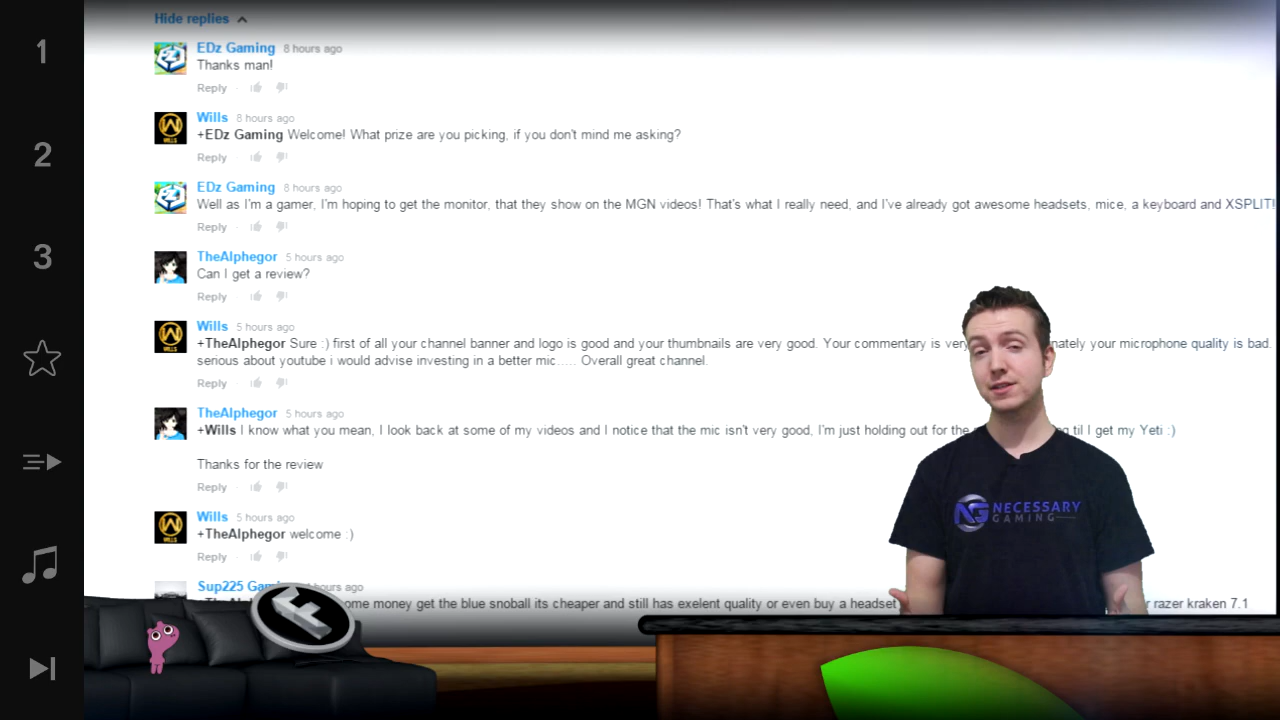 1
2
3
Hide replies
EDz Gaming 8 hours ago
Thanks man!
Reply
Wills 8 hours ago
+EDz Gaming Welcome! What prize are you picking, if you don't mind me asking?
Reply
EDz Gaming 8 hours ago
Well as I'm a gamer, I'm hoping to get the monitor, that they show on the MGN videos! That's what I really need, and I've already got awesome headsets, mice, a keyboard and XSPLIT!
Reply
TheAlphegor 5 hours ago
Can I get a review?
Reply
Wills 5 hours ago
+TheAlphegor Sure :) first of all your channel banner and logo is good and your thumbnails are very good. Your commentary is very nately your microphone quality is bad.
serious about youtube i would advise investing in a better mic..... Overall great channel.
Reply
TheAlphegor 5 hours ago
+Wills I know what you mean, I look back at some of my videos and I notice that the mic isn't very good, I'm just holding out for the ng til I get my Yeti :)
Thanks for the review
Reply
Wills 5 hours ago
+TheAlphegor welcome :)
Reply
Sup225 hours ago
ome money get the blue snoball its cheaper and still has exelent quality or even buy a headset r razer kraken 7.1
WILLS
NG NECESSARY
GAMING